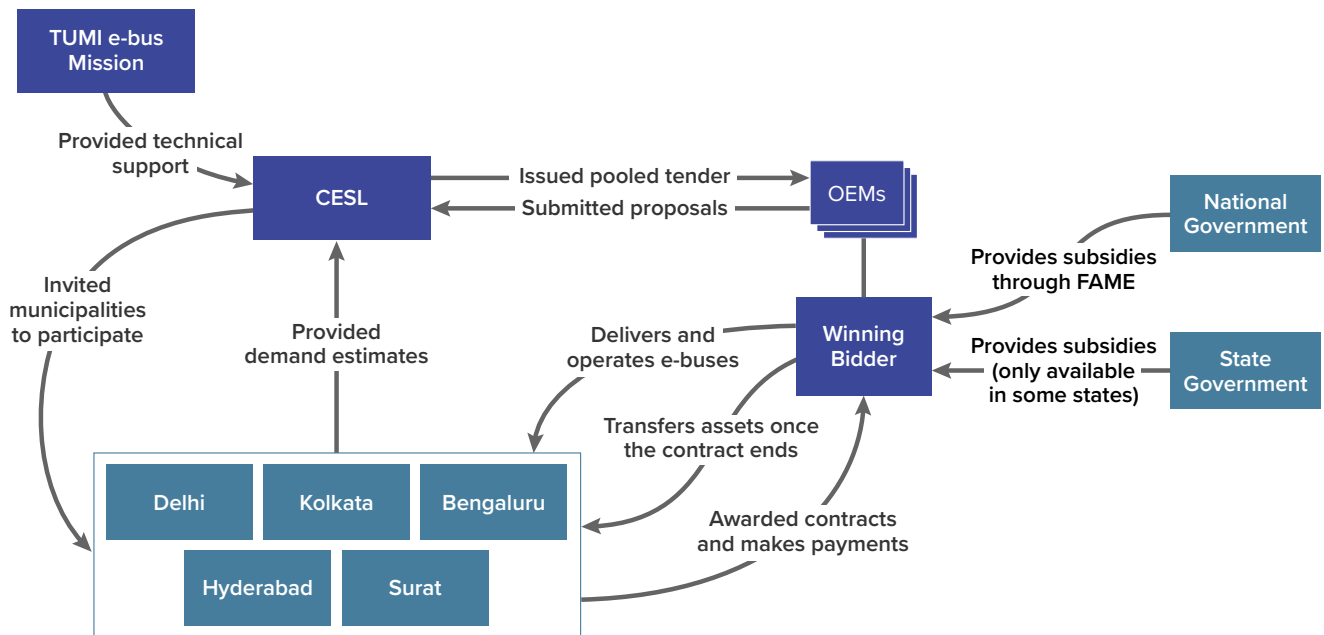 TUMI e-bus
Mission
Provided technical
support
CESL
Issued pooled tender
Submitted proposals
OEMs
National
Government
Provides subsidies
through FAME
Invited
municipalities
to participate
Provided
demand estimates
Delivers and
operates e-buses
Winning
Bidder
Provides subsidies
(only available
in some states)
State
Government
Transfers assets once
the contract ends
Delhi
Kolkata
Bengaluru
Awarded contracts
and makes payments
Hyderabad
Surat